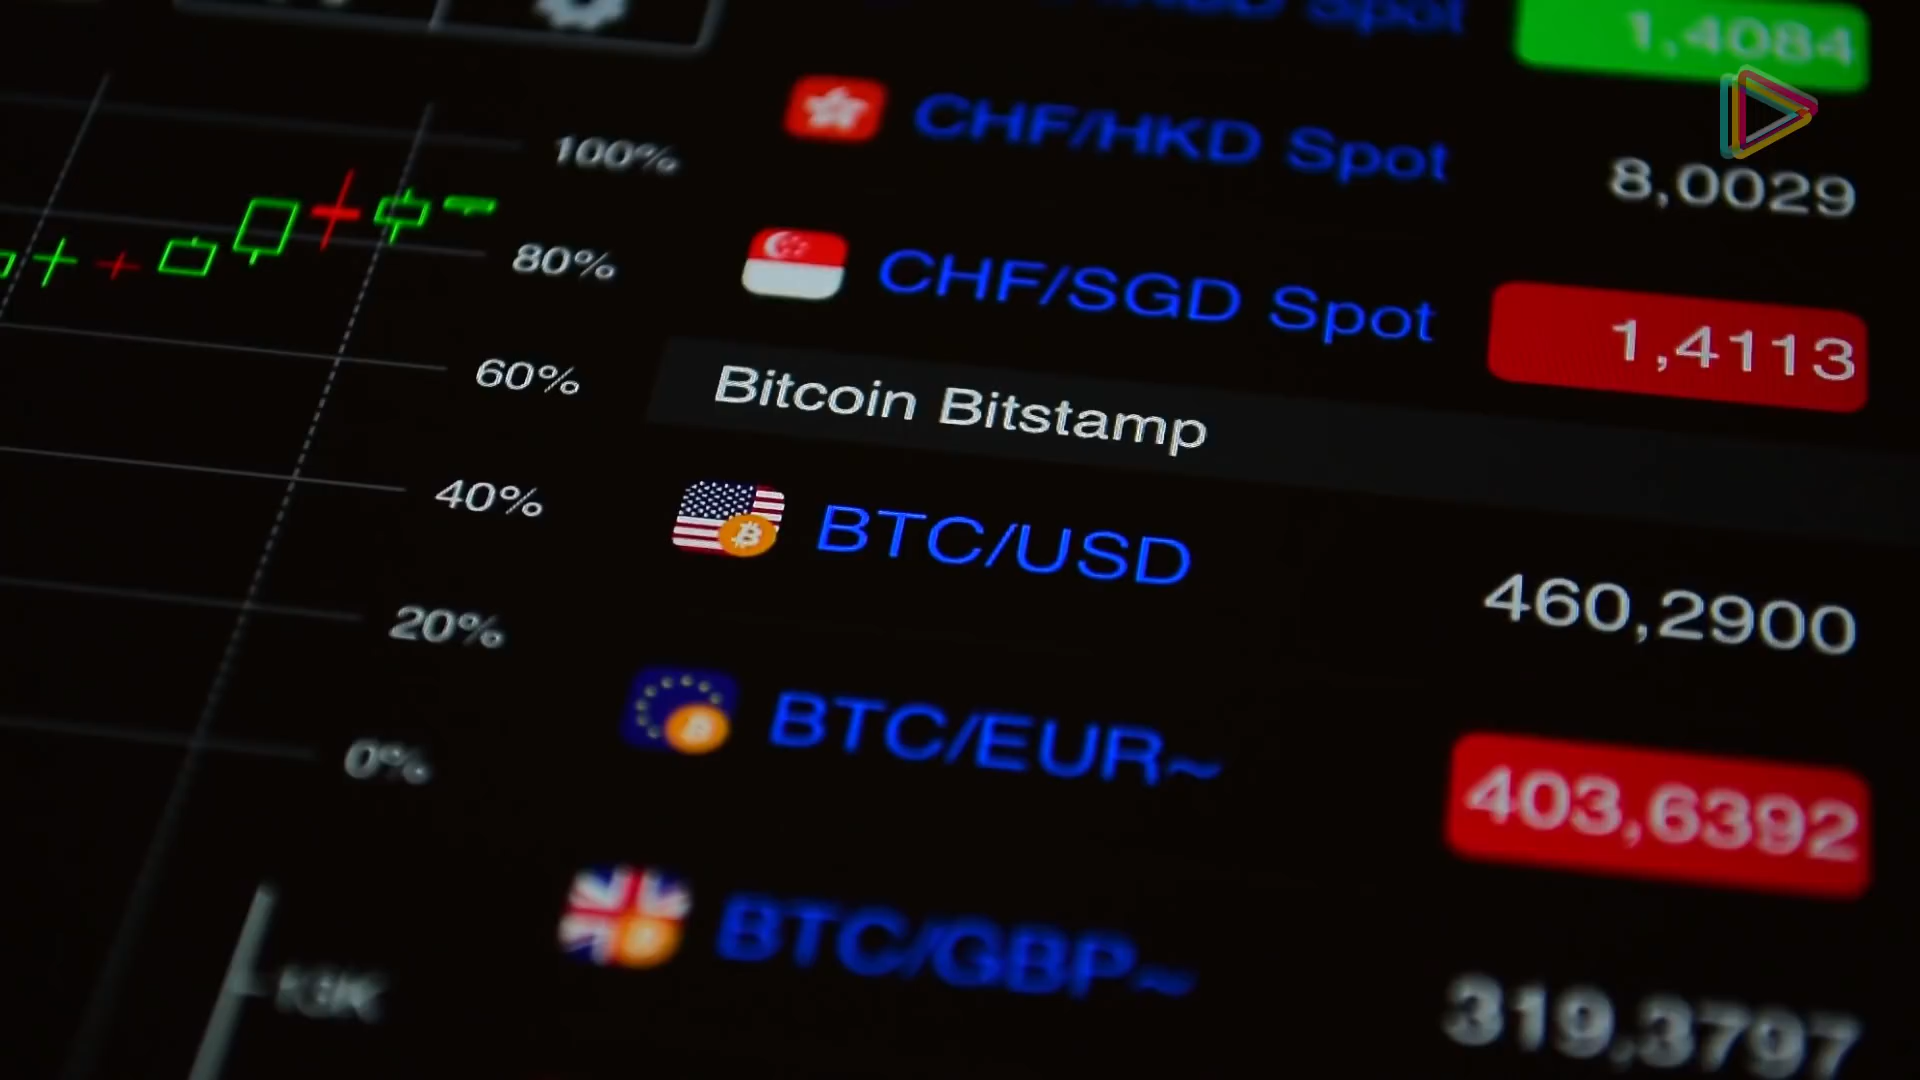 Spot 1,4084
CHF/HKD Spot 8,0029
CHF/SGD Spot 1,4113
Bitcoin Bitstamp
BTC/USD 460,2900
BTC/EUR~ 403,6392
BTC/GBP~ 319,3797
100%
80%
60%
40%
20%
0%